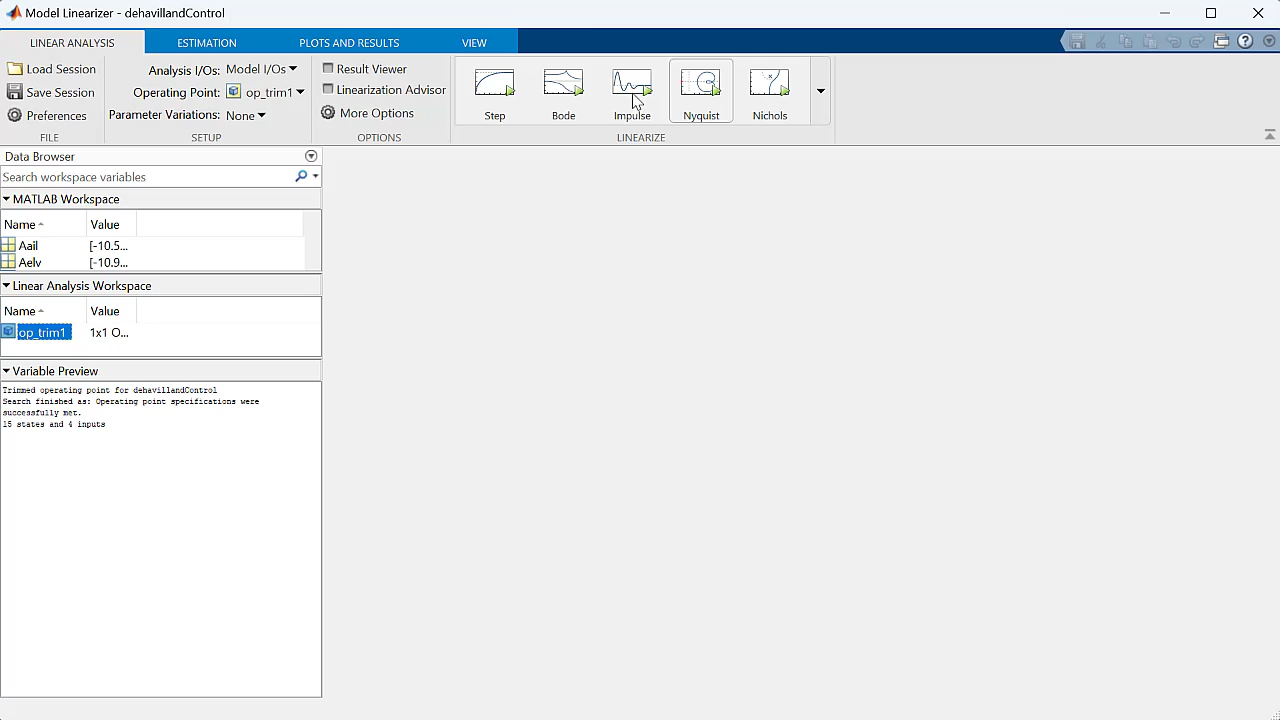 Model Linearizer - dehavillandControl
LINEAR ANALYSIS
ESTIMATION
PLOTS AND RESULTS
VIEW
Load Session
Save Session
Preferences
FILE
Analysis I/Os: Model I/Os
Operating Point: op_trim1
Parameter Variations: None
SETUP
Result Viewer
Linearization Advisor
More Options
OPTIONS
Step
Bode
Impulse
Nyquist
Nichols
LINEARIZE
Data Browser
Search workspace variables
MATLAB Workspace
Name Value
Aail [-10.5...
Aelv [-10.9...
Linear Analysis Workspace
Name Value
op_trim1 1x1 O...
Variable Preview
Trimmed operating point for dehavillandControl
Search finished as: Operating point specifications were
successfully met.
15 states and 4 inputs